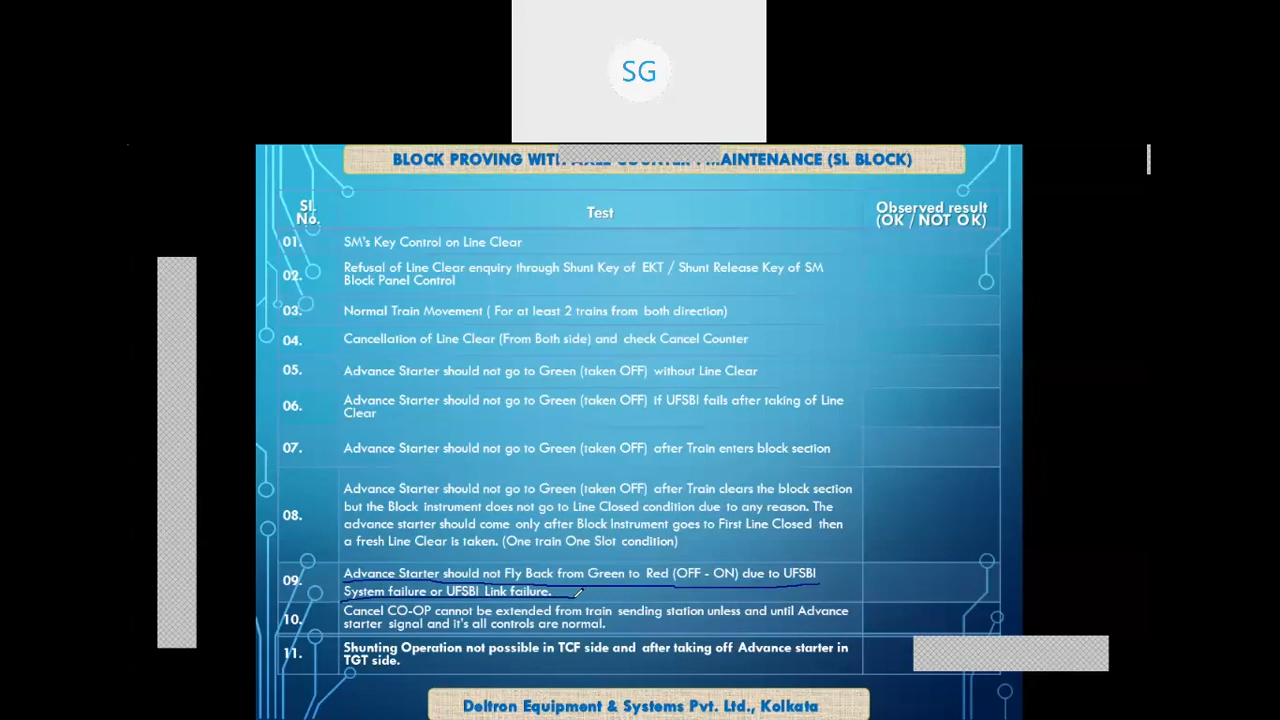 SG
BLOCK PROVING WITH AXLE COUNTER : MAINTENANCE (SL BLOCK)
Sl. No. Test Observed result (OK / NOT OK)
01. SM's Key Control on Line Clear
02. Refusal of Line Clear enquiry through Shunt Key of EKT / Shunt Release Key of SM
Block Panel Control
03. Normal Train Movement ( For at least 2 trains from both direction)
04. Cancellation of Line Clear (From Both side) and check Cancel Counter
05. Advance Starter should not go to Green (taken OFF) without Line Clear
06. Advance Starter should not go to Green (taken OFF) if UFSBI fails after taking of Line
Clear
07. Advance Starter should not go to Green (taken OFF) after Train enters block section
08. Advance Starter should not go to Green (taken OFF) after Train clears the block section
but the Block instrument does not go to Line Closed condition due to any reason. The
advance starter should come only after Block Instrument goes to First Line Closed then
a fresh Line Clear is taken. (One train One Slot condition)
09. Advance Starter should not Fly Back from Green to Red (OFF - ON) due to UFSBI
System failure or UFSBI Link failure.
10. Cancel CO-OP cannot be extended from train sending station unless and until Advance
starter signal and it's all controls are normal.
11. Shunting Operation not possible in TCF side and after taking off Advance starter in
TGT side.
Deltron Equipment & Systems Pvt. Ltd., Kolkata